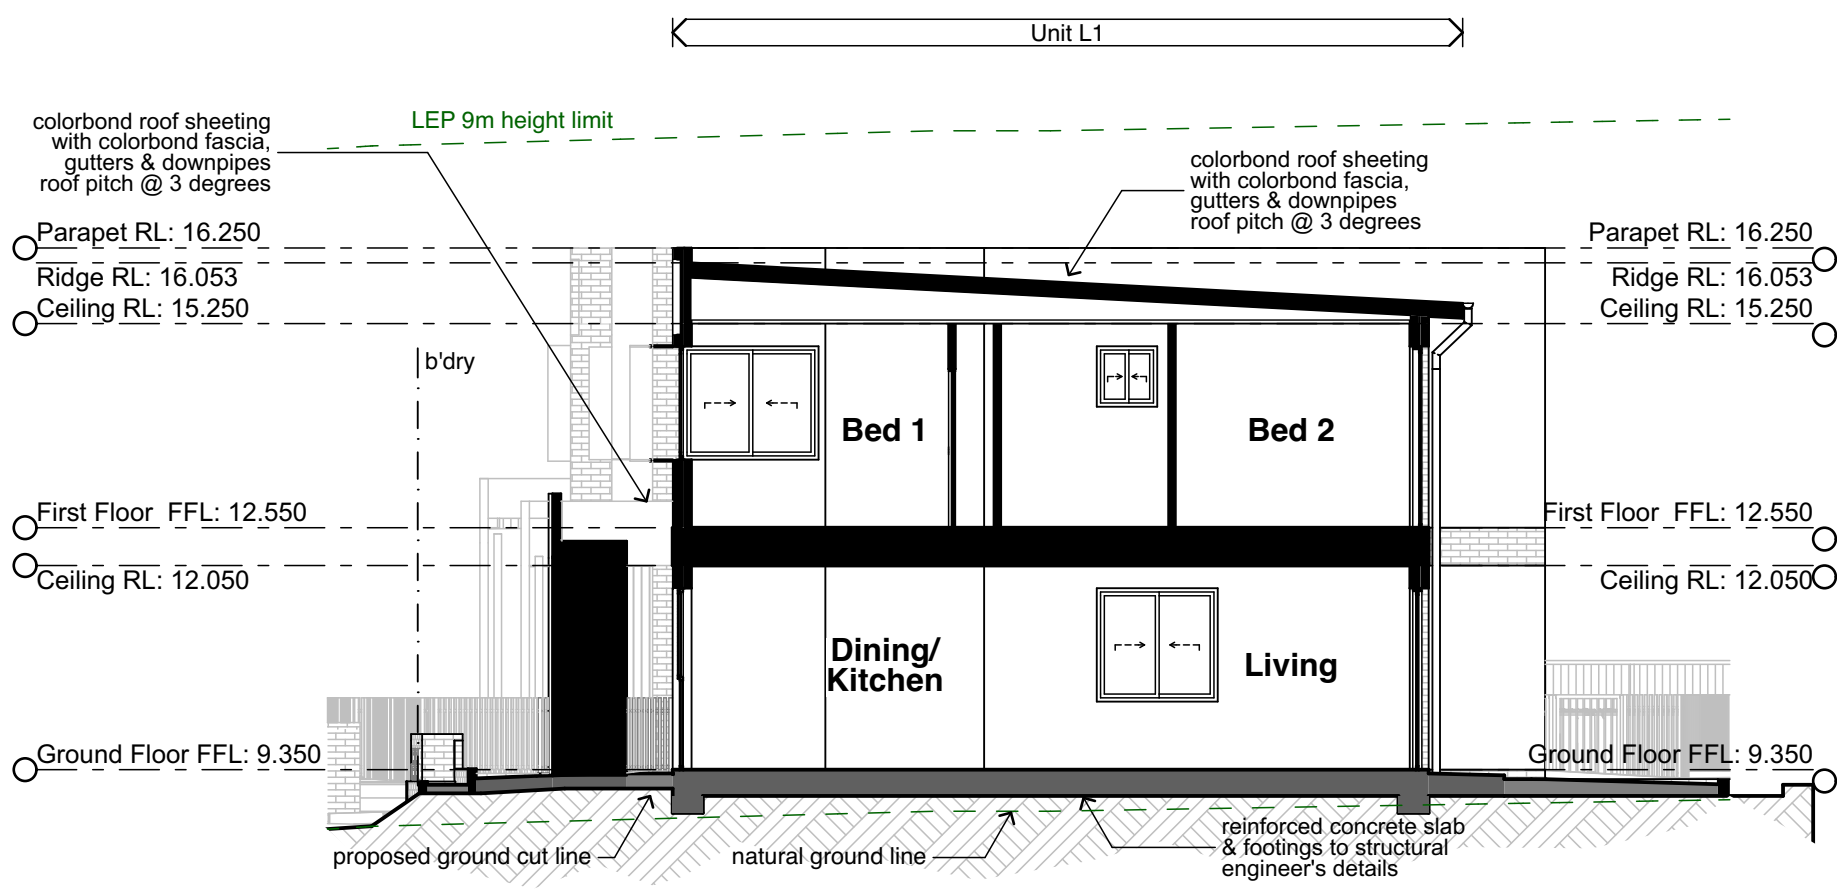 Unit L1
LEP 9m height limit
colorbond roof sheeting
with colorbond fascia,
gutters & downpipes
roof pitch @ 3 degrees
colorbond roof sheeting
with colorbond fascia,
gutters & downpipes
roof pitch @ 3 degrees
Parapet RL: 16.250
Parapet RL: 16.250
Ridge RL: 16.053
Ridge RL: 16.053
Ceiling RL: 15.250
Ceiling RL: 15.250
b'dry
Bed 1
Bed 2
First Floor FFL: 12.550
First Floor FFL: 12.550
Ceiling RL: 12.050
Ceiling RL: 12.050
Dining/
Kitchen
Living
Ground Floor FFL: 9.350
Ground Floor FFL: 9.350
proposed ground cut line
natural ground line
reinforced concrete slab
& footings to structural
engineer's details